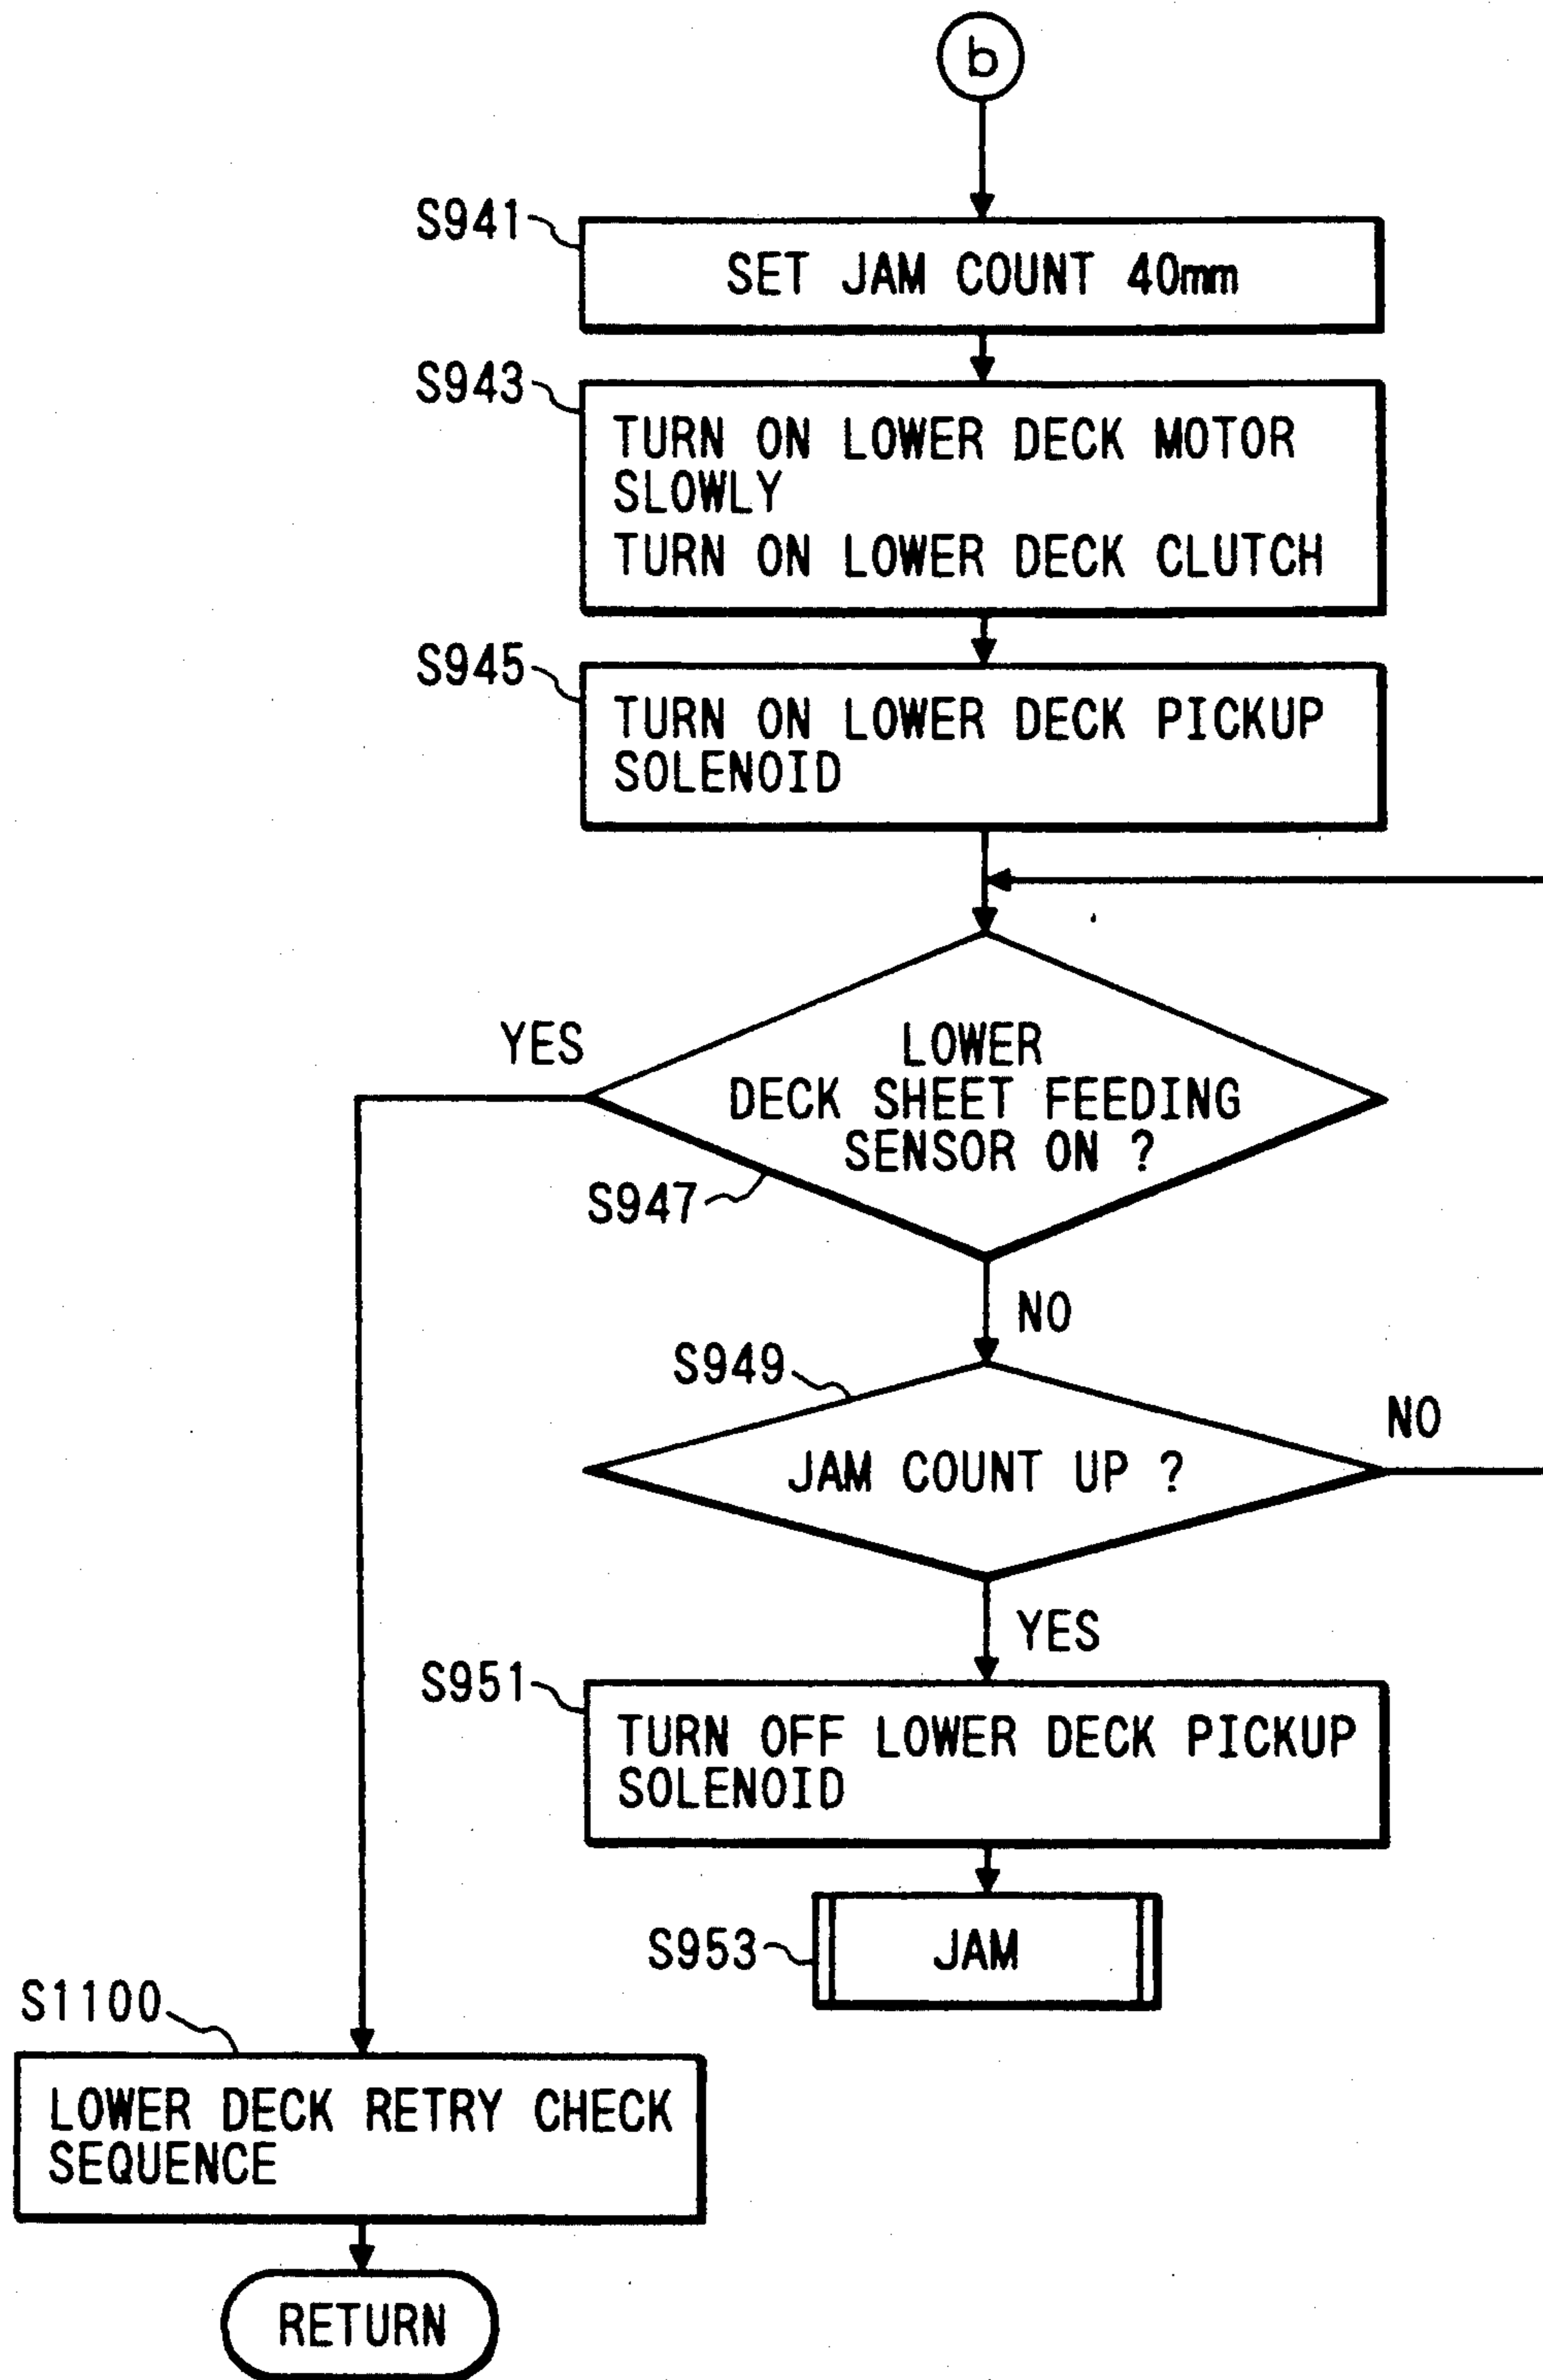 b
S941
SET JAM COUNT 40mm
S943
TURN ON LOWER DECK MOTOR
SLOWLY
TURN ON LOWER DECK CLUTCH
S945
TURN ON LOWER DECK PICKUP
SOLENOID
YES
LOWER
DECK SHEET FEEDING
SENSOR ON ?
S947
NO
S949
NO
JAM COUNT UP ?
YES
S951
TURN OFF LOWER DECK PICKUP
SOLENOID
S953
JAM
S1100
LOWER DECK RETRY CHECK
SEQUENCE
RETURN